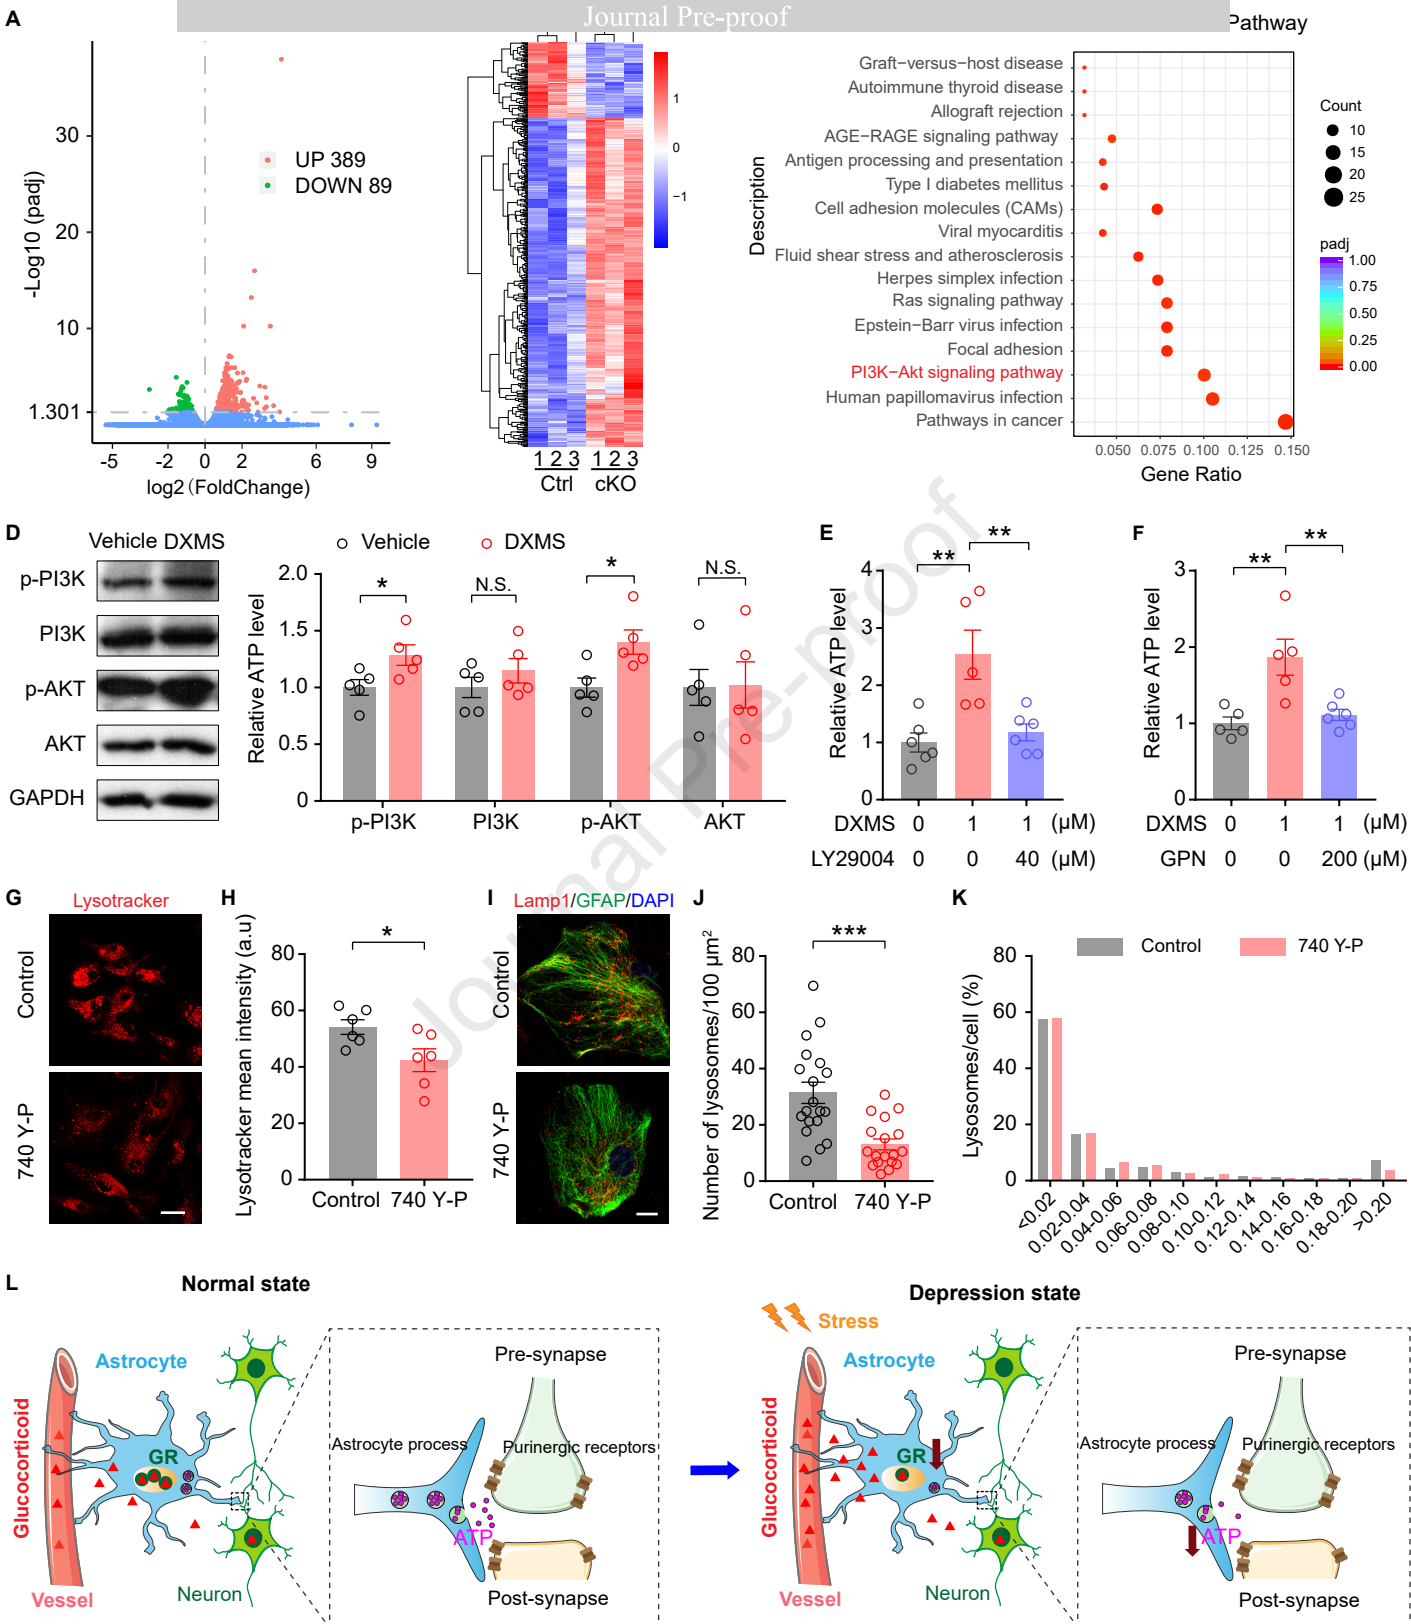 Journal Pre-proof
A
-Log10 (padj)
30
20
10
1.301
UP 389
DOWN 89
-5 -2 0 2 6 9
log2 (FoldChange)
1
0
−1
1 2 3 1 2 3
Ctrl cKO
Pathway
Description
Graft−versus−host disease
Autoimmune thyroid disease
Allograft rejection
AGE−RAGE signaling pathway
Antigen processing and presentation
Type I diabetes mellitus
Cell adhesion molecules (CAMs)
Viral myocarditis
Fluid shear stress and atherosclerosis
Herpes simplex infection
Ras signaling pathway
Epstein−Barr virus infection
Focal adhesion
PI3K−Akt signaling pathway
Human papillomavirus infection
Pathways in cancer
0.050 0.075 0.100 0.125 0.150
Gene Ratio
Count
10
15
20
25
padj
1.00
0.75
0.50
0.25
0.00
Journal Pre-proof
D
Vehicle DXMS
p-PI3K
PI3K
p-AKT
AKT
GAPDH
Vehicle DXMS
Relative ATP level
2.0
1.5
1.0
0.5
0
* N.S. * N.S.
p-PI3K PI3K p-AKT AKT
E
Relative ATP level
4
3
2
1
0
** **
DXMS 0 1 1 (μM)
LY29004 0 0 40 (μM)
F
Relative ATP level
3
2
1
0
** **
DXMS 0 1 1 (μM)
GPN 0 0 200 (μM)
G
Lysotracker
Control
740 Y-P
H
Lysotracker mean intensity (a.u)
80
60
40
20
0
*
Control 740 Y-P
I
Lamp1/GFAP/DAPI
Control
740 Y-P
J
Number of lysosomes/100 μm²
80
60
40
20
0
***
Control 740 Y-P
K
Control 740 Y-P
Lysosomes/cell (%)
80
60
40
20
0
<0.02
0.02-0.04
0.04-0.06
0.06-0.08
0.08-0.10
0.10-0.12
0.12-0.14
0.14-0.16
0.16-0.18
0.18-0.20
>0.20
L
Normal state
Glucocorticoid
Astrocyte
GR
Vessel
Neuron
Pre-synapse
Astrocyte process
Purinergic receptors
ATP
Post-synapse
Depression state
Stress
Glucocorticoid
Astrocyte
GR
Vessel
Neuron
Pre-synapse
Astrocyte process
Purinergic receptors
ATP
Post-synapse